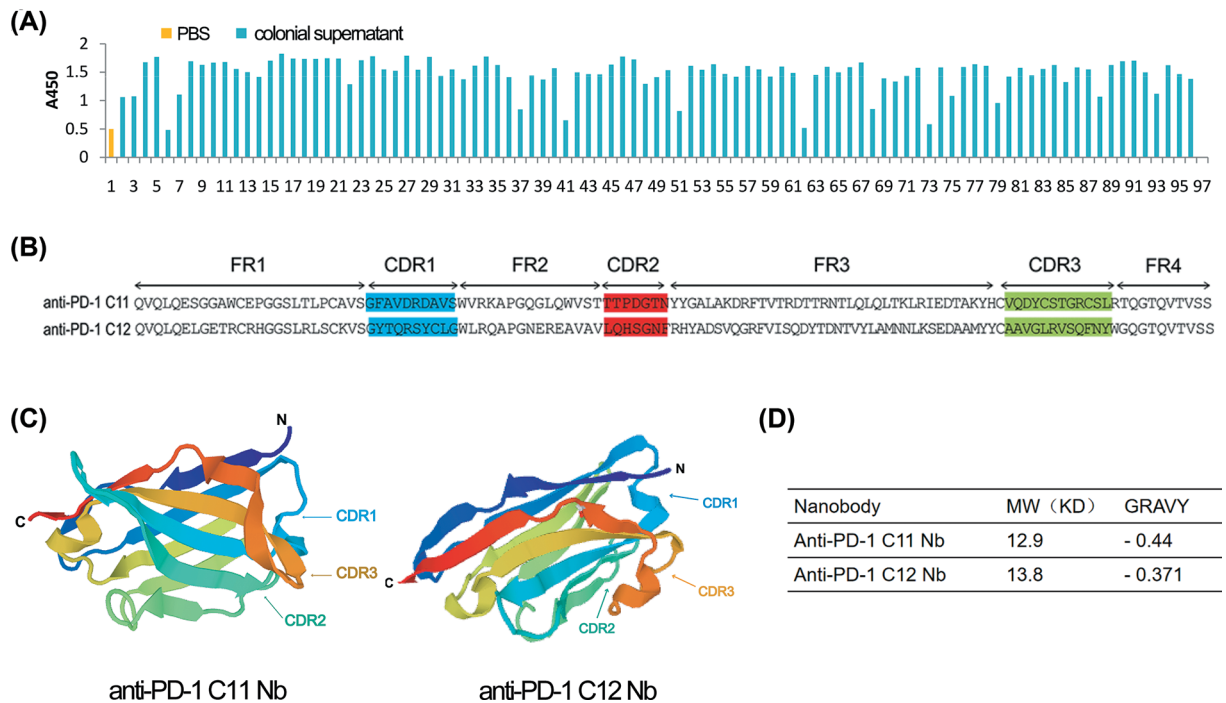 (A)
PBS colonial supernatant
A450
2
1.5
1
0.5
0
1 3 5 7 9 11 13 15 17 19 21 23 25 27 29 31 33 35 37 39 41 43 45 47 49 51 53 55 57 59 61 63 65 67 69 71 73 75 77 79 81 83 85 87 89 91 93 95 97
(B)
FR1 CDR1 FR2 CDR2 FR3 CDR3 FR4
anti-PD-1 C11 QVQLQESGGAWCEPGGSLTLPCAVSGFAVDRDAVSWVRKAPGQGLQWVSTTTPDGTNYYGALAKDRFTVTRDTTRNTLQLQLTKLRIEDTAKYHCVQDYCSTGRCSLRTQGTQVTVSS
anti-PD-1 C12 QVQLQELGETRCRHGGSLRLSCKVSGYTQRSYCLGWLRQAPGNEREAVAVLQHSGNFRHYADSVQGRFVISQDYTDNTVYLAMNNLKSEDAAMYYCAAVGLRVSQFNYWGQGTQVTVSS
(C)
N
C
CDR1
CDR3
CDR2
anti-PD-1 C11 Nb
N
C
CDR1
CDR3
CDR2
anti-PD-1 C12 Nb
(D)
Nanobody MW（KD） GRAVY
Anti-PD-1 C11 Nb 12.9 - 0.44
Anti-PD-1 C12 Nb 13.8 - 0.371